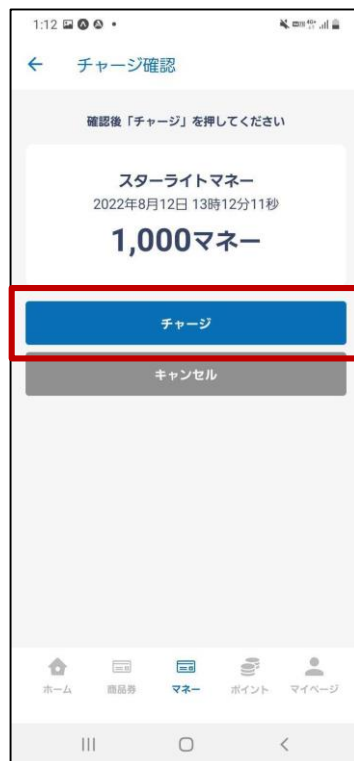 1:12
チャージ確認
確認後「チャージ」を押してください
スターライトマネー
2022年8月12日 13時12分11秒
1,000マネー
チャージ
キャンセル
ホーム 商品券 マネー ポイント マイページ